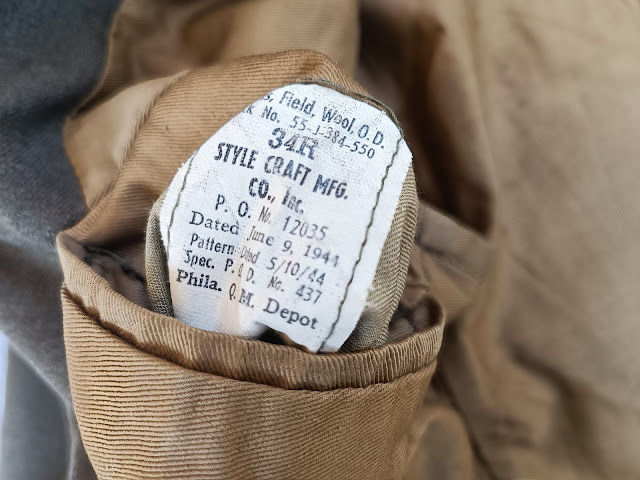 s, Field, Wool, O.D.
k No. 55-J-384-550
34R
STYLE CRAFT MFG.
CO., Inc.
P. O. No. 12035
Dated June 9, 1944
Pattern Dtd 5/10/44
Spec. P. Q. D. No. 437
Phila. Q. M. Depot